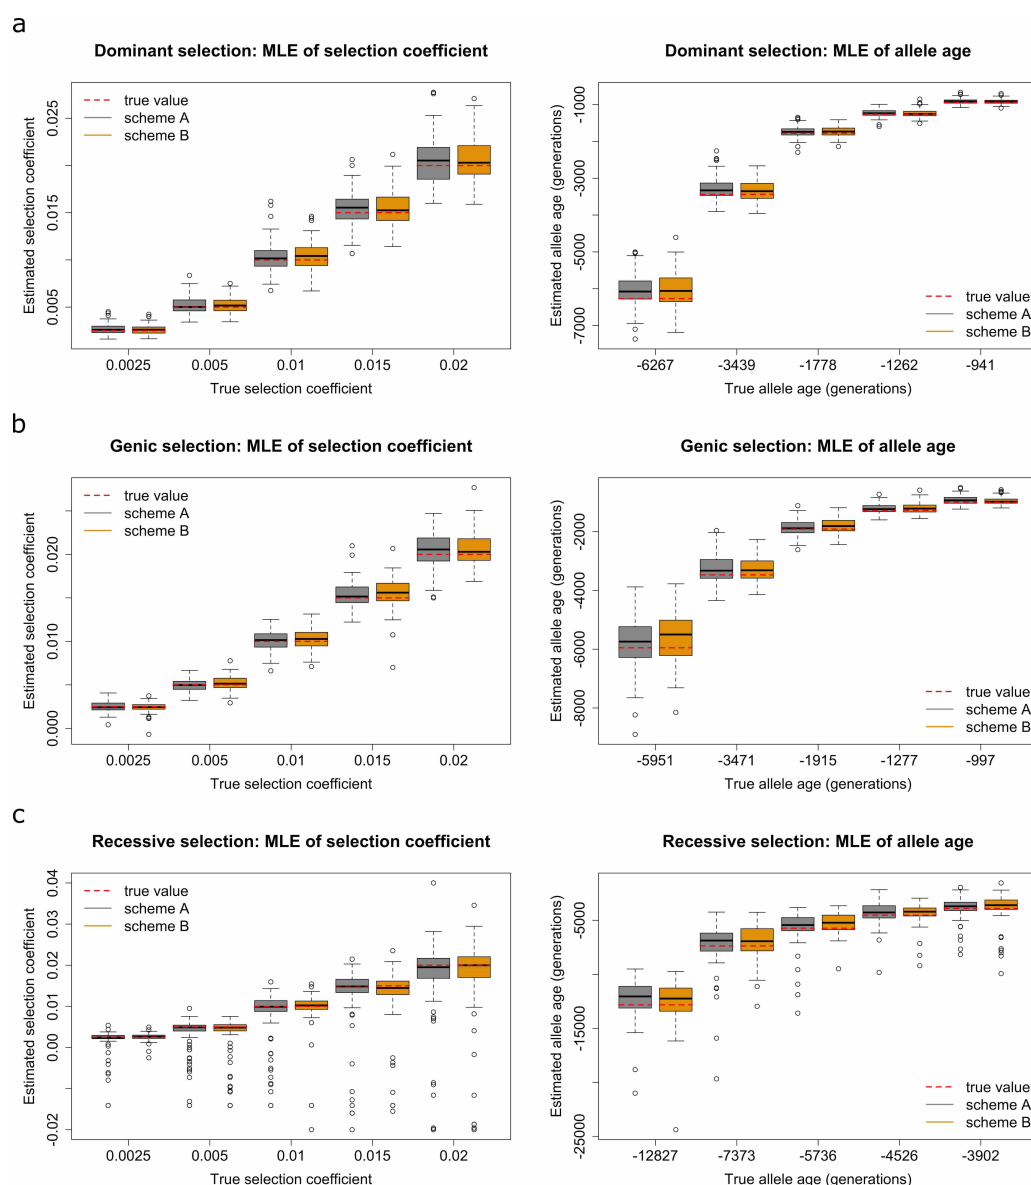 a
Dominant selection: MLE of selection coefficient
true value
scheme A
scheme B
Estimated selection coefficient
0.005
0.015
0.025
0.0025
0.005
0.01
0.015
0.02
True selection coefficient
Dominant selection: MLE of allele age
Estimated allele age (generations)
-1000
-3000
-5000
-7000
true value
scheme A
scheme B
-6267
-3439
-1778
-1262
-941
True allele age (generations)
b
Genic selection: MLE of selection coefficient
true value
scheme A
scheme B
Estimated selection coefficient
0.000
0.010
0.020
0.0025
0.005
0.01
0.015
0.02
True selection coefficient
Genic selection: MLE of allele age
Estimated allele age (generations)
-2000
-4000
-6000
-8000
true value
scheme A
scheme B
-5951
-3471
-1915
-1277
-997
True allele age (generations)
c
Recessive selection: MLE of selection coefficient
true value
scheme A
scheme B
Estimated selection coefficient
-0.02
0.00
0.01
0.02
0.03
0.04
0.0025
0.005
0.01
0.015
0.02
True selection coefficient
Recessive selection: MLE of allele age
Estimated allele age (generations)
-5000
-15000
-25000
true value
scheme A
scheme B
-12827
-7373
-5736
-4526
-3902
True allele age (generations)